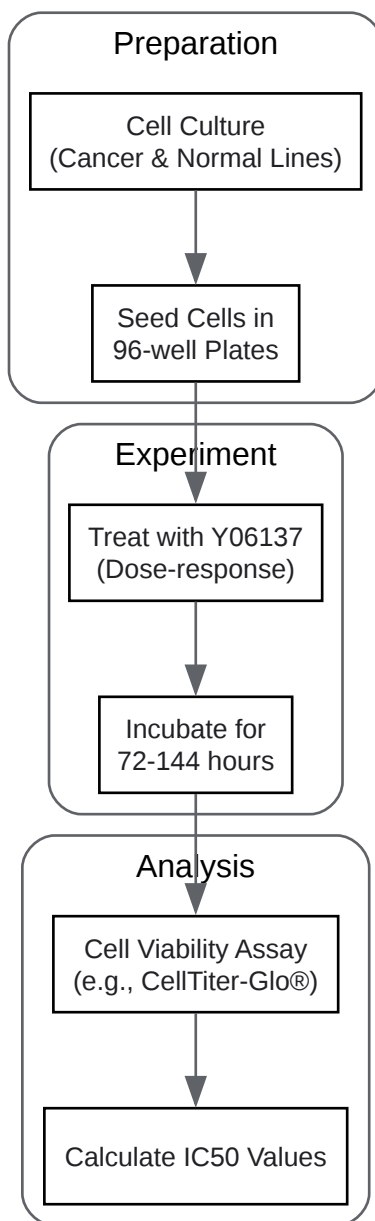 Preparation
Cell Culture
(Cancer & Normal Lines)
Seed Cells in
96-well Plates
Experiment
Treat with Y06137
(Dose-response)
Incubate for
72-144 hours
Analysis
Cell Viability Assay
(e.g., CellTiter-Glo®)
Calculate IC50 Values